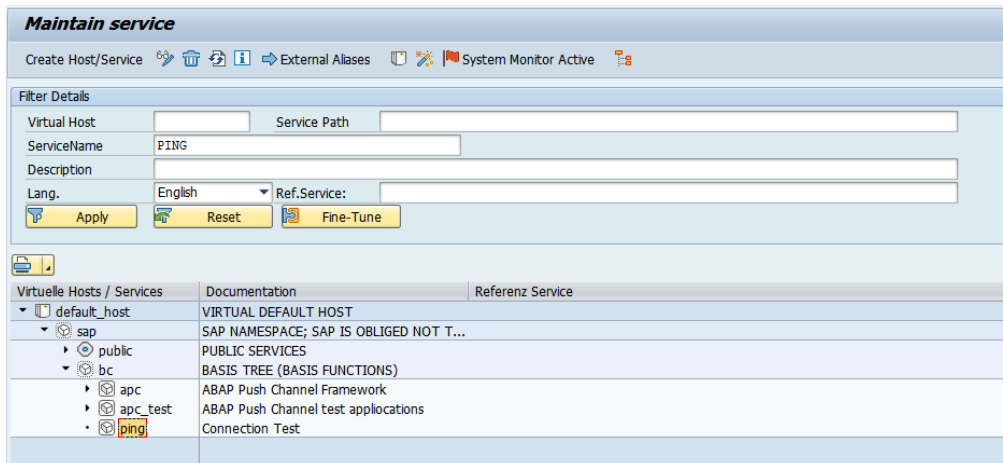 Maintain service
Create Host/Service External Aliases System Monitor Active
Filter Details
Virtual Host Service Path
ServiceName PING
Description
Lang. English Ref.Service:
Apply Reset Fine-Tune
Virtuelle Hosts / Services Documentation Referenz Service
default_host VIRTUAL DEFAULT HOST
sap SAP NAMESPACE; SAP IS OBLIGED NOT T...
public PUBLIC SERVICES
bc BASIS TREE (BASIS FUNCTIONS)
apc ABAP Push Channel Framework
apc_test ABAP Push Channel test applocations
ping Connection Test